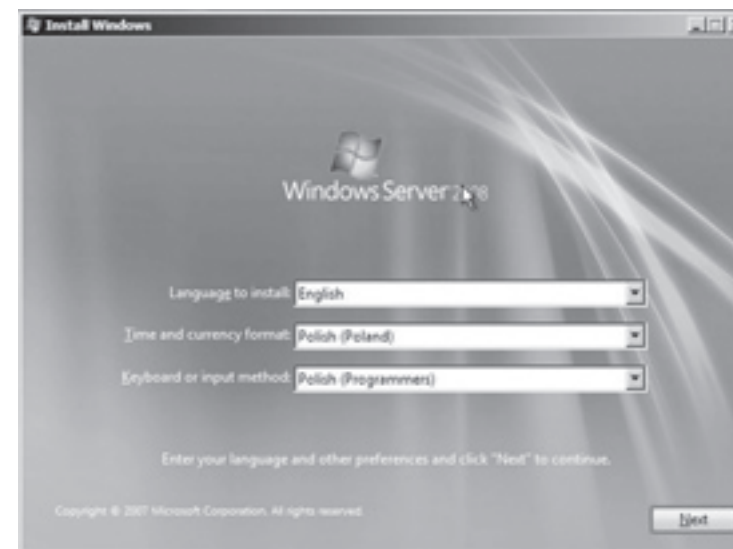 Install Windows
Windows Server 2008
Language to install: English
Time and currency format: Polish (Poland)
Keyboard or input method: Polish (Programmers)
Enter your language and other preferences and click "Next" to continue.
Copyright © 2007 Microsoft Corporation. All rights reserved.
Next